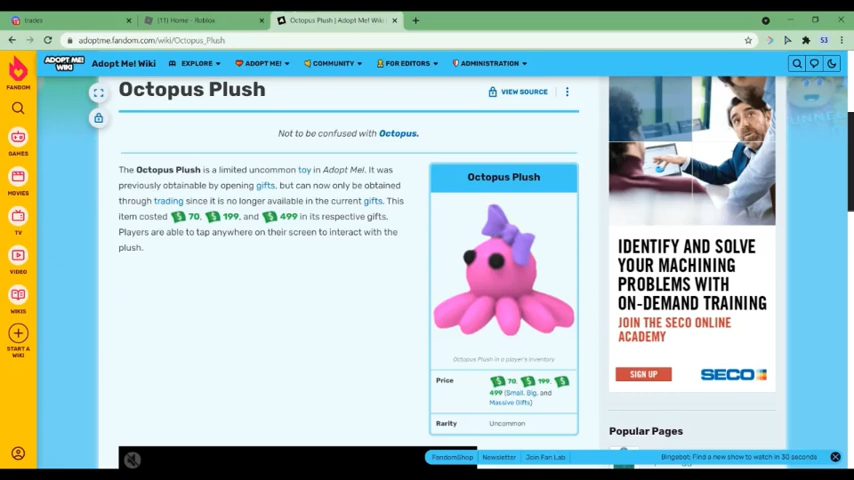 trades
(11) Home - Roblox
Octopus Plush | Adopt Me! Wiki
adoptme.fandom.com/wiki/Octopus_Plush
53
FANDOM
GAMES
MOVIES
TV
VIDEO
WIKIS
START A
WIKI
ADOPT ME!
WIKI
Adopt Me! Wiki
EXPLORE
ADOPT ME!
COMMUNITY
FOR EDITORS
ADMINISTRATION
Octopus Plush
VIEW SOURCE
Not to be confused with Octopus.
The Octopus Plush is a limited uncommon toy in Adopt Me!. It was
previously obtainable by opening gifts, but can now only be obtained
through trading since it is no longer available in the current gifts. This
item costed $ 70, $ 199, and $ 499 in its respective gifts.
Players are able to tap anywhere on their screen to interact with the
plush.
Octopus Plush
Octopus Plush in a player's inventory
Price
$ 70, $ 199, $
499 (Small, Big, and
Massive Gifts)
Rarity
Uncommon
IDENTIFY AND SOLVE
YOUR MACHINING
PROBLEMS WITH
ON-DEMAND TRAINING
JOIN THE SECO ONLINE
ACADEMY
SIGN UP
SECO
Popular Pages
FandomShop
Newsletter
Join Fan Lab
Bingebot: Find a new show to watch in 30 seconds